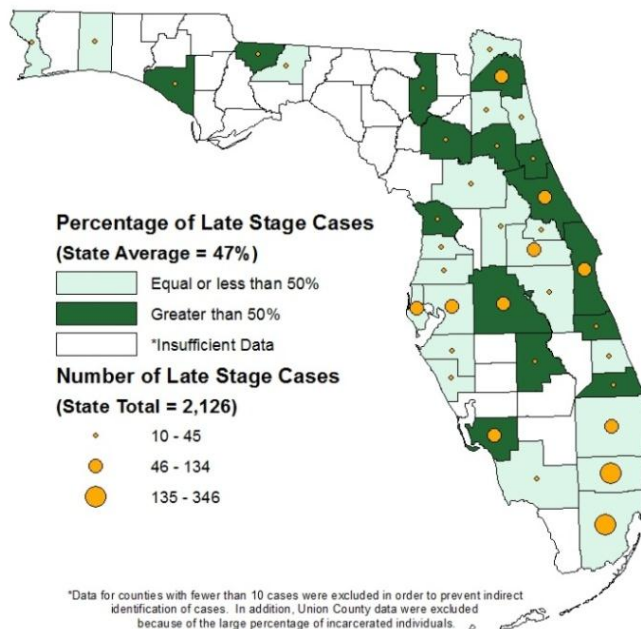 Percentage of Late Stage Cases
(State Average = 47%)
Equal or less than 50%
Greater than 50%
*Insufficient Data
Number of Late Stage Cases
(State Total = 2,126)
10 - 45
46 - 134
135 - 346
*Data for counties with fewer than 10 cases were excluded in order to prevent indirect
identification of cases. In addition, Union County data were excluded
because of the large percentage of incarcerated individuals.